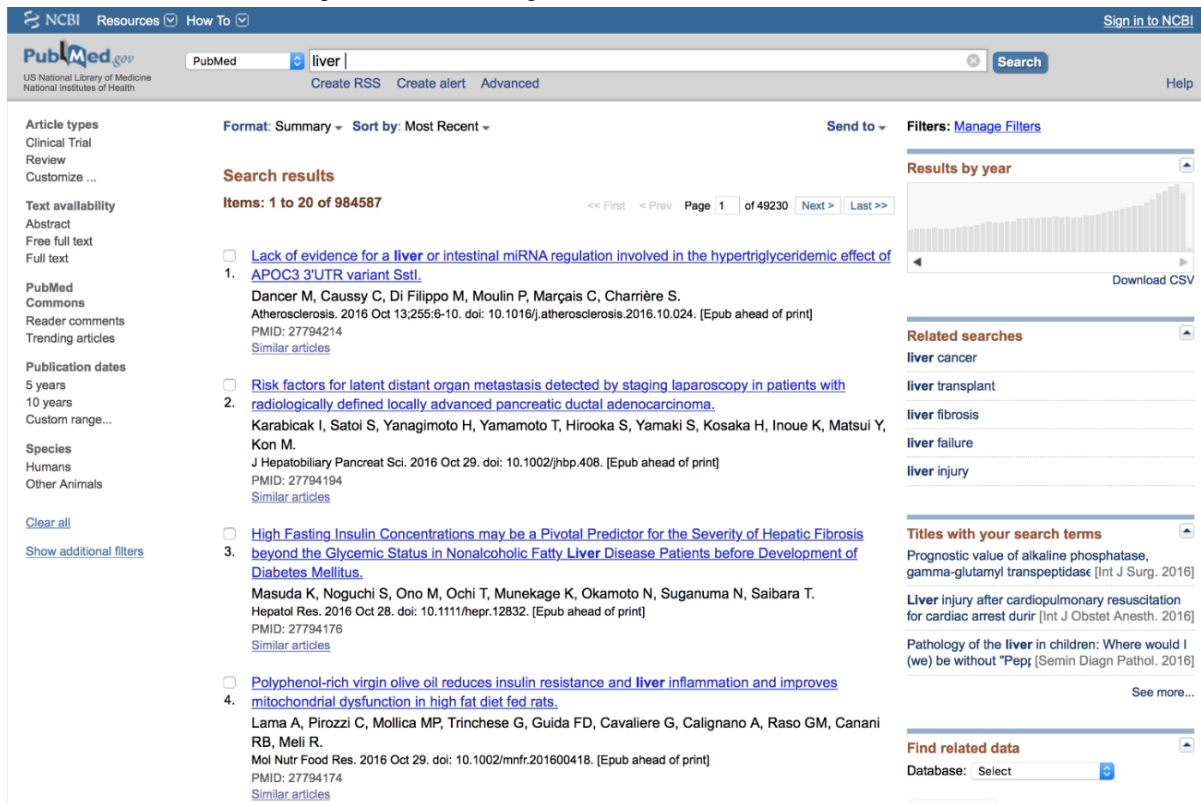 NCBI Resources How To Sign in to NCBI
PubMed.gov
US National Library of Medicine
National Institutes of Health
PubMed liver Search
Create RSS Create alert Advanced Help
Article types
Clinical Trial
Review
Customize ...
Text availability
Abstract
Free full text
Full text
PubMed
Commons
Reader comments
Trending articles
Publication dates
5 years
10 years
Custom range...
Species
Humans
Other Animals
Clear all
Show additional filters
Format: Summary Sort by: Most Recent Send to
Search results
Items: 1 to 20 of 984587 << First < Prev Page 1 of 49230 Next > Last >>
Lack of evidence for a liver or intestinal miRNA regulation involved in the hypertriglyceridemic effect of
1. APOC3 3'UTR variant SstI.
Dancer M, Caussy C, Di Filippo M, Moulin P, Marçais C, Charrière S.
Atherosclerosis. 2016 Oct 13;255:6-10. doi: 10.1016/j.atherosclerosis.2016.10.024. [Epub ahead of print]
PMID: 27794214
Similar articles
Risk factors for latent distant organ metastasis detected by staging laparoscopy in patients with
2. radiologically defined locally advanced pancreatic ductal adenocarcinoma.
Karabicak I, Satoi S, Yanagimoto H, Yamamoto T, Hirooka S, Yamaki S, Kosaka H, Inoue K, Matsui Y,
Kon M.
J Hepatobiliary Pancreat Sci. 2016 Oct 29. doi: 10.1002/jhbp.408. [Epub ahead of print]
PMID: 27794194
Similar articles
High Fasting Insulin Concentrations may be a Pivotal Predictor for the Severity of Hepatic Fibrosis
3. beyond the Glycemic Status in Nonalcoholic Fatty Liver Disease Patients before Development of
Diabetes Mellitus.
Masuda K, Noguchi S, Ono M, Ochi T, Munekage K, Okamoto N, Suganuma N, Saibara T.
Hepatol Res. 2016 Oct 28. doi: 10.1111/hepr.12832. [Epub ahead of print]
PMID: 27794176
Similar articles
Polyphenol-rich virgin olive oil reduces insulin resistance and liver inflammation and improves
4. mitochondrial dysfunction in high fat diet fed rats.
Lama A, Pirozzi C, Mollica MP, Trinchese G, Guida FD, Cavaliere G, Calignano A, Raso GM, Canani
RB, Meli R.
Mol Nutr Food Res. 2016 Oct 29. doi: 10.1002/mnfr.201600418. [Epub ahead of print]
PMID: 27794174
Similar articles
Filters: Manage Filters
Results by year
Download CSV
Related searches
liver cancer
liver transplant
liver fibrosis
liver failure
liver injury
Titles with your search terms
Prognostic value of alkaline phosphatase,
gamma-glutamyl transpeptidase [Int J Surg. 2016]
Liver injury after cardiopulmonary resuscitation
for cardiac arrest durir [Int J Obstet Anesth. 2016]
Pathology of the liver in children: Where would I
(we) be without "Pepp [Semin Diagn Pathol. 2016]
See more...
Find related data
Database: Select